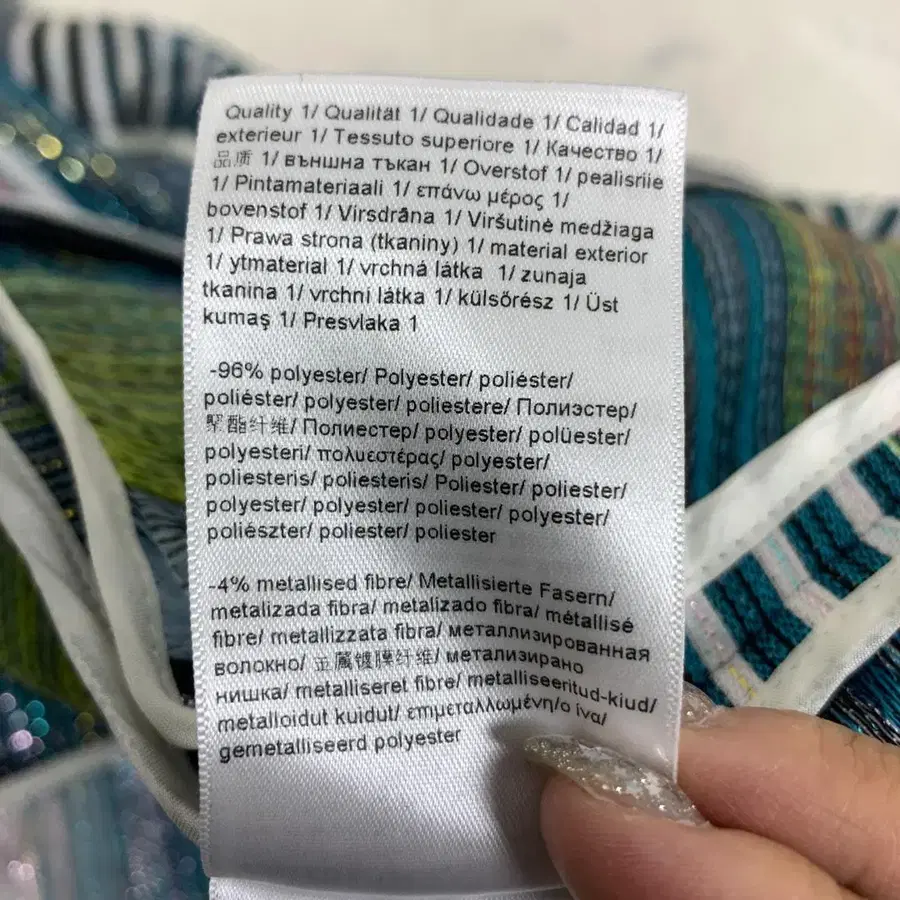 Quality 1/ Qualität 1/ Qualidade 1/ Calidad 1/
exterieur 1/ Tessuto superiore 1/ Качество 1/
品质 1/ външна тъкан 1/ Overstof 1/ pealisriie
1/ Pintamateriaali 1/ επάνω μέρος 1/
bovenstof 1/ Virsdrāna 1/ Viršutinė medžiaga
1/ Prawa strona (tkaniny) 1/ material exterior
1/ ytmaterial 1/ vrchná látka 1/ zunaja
tkanina 1/ vrchni látka 1/ külsőrész 1/ Üst
kumaş 1/ Presvlaka 1
-96% polyester/ Polyester/ poliéster/
poliéster/ polyester/ poliestere/ Полиэстер/
聚酯纤维/ Полиестер/ polyester/ polüester/
polyesteri/ πολυεστέρας/ polyester/
poliesteris/ poliesteris/ Poliester/ poliester/
polyester/ polyester/ poliester/ polyester/
poliészter/ poliester/ poliester
-4% metallised fibre/ Metallisierte Fasern/
metalizada fibra/ metalizado fibra/ métallisé
fibre/ metallizzata fibra/ металлизированная
волокно/ 金属镀膜纤维/ метализирано
нишка/ metalliseret fibre/ metalliseeritud-kiud/
metalloidut kuidut/ επιμεταλλωμένη/ο ίνα/
gemetalliseerd polyester